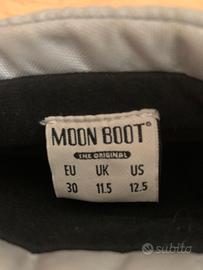 MOON BOOT®
THE ORIGINAL
EU UK US
30 11.5 12.5
subito